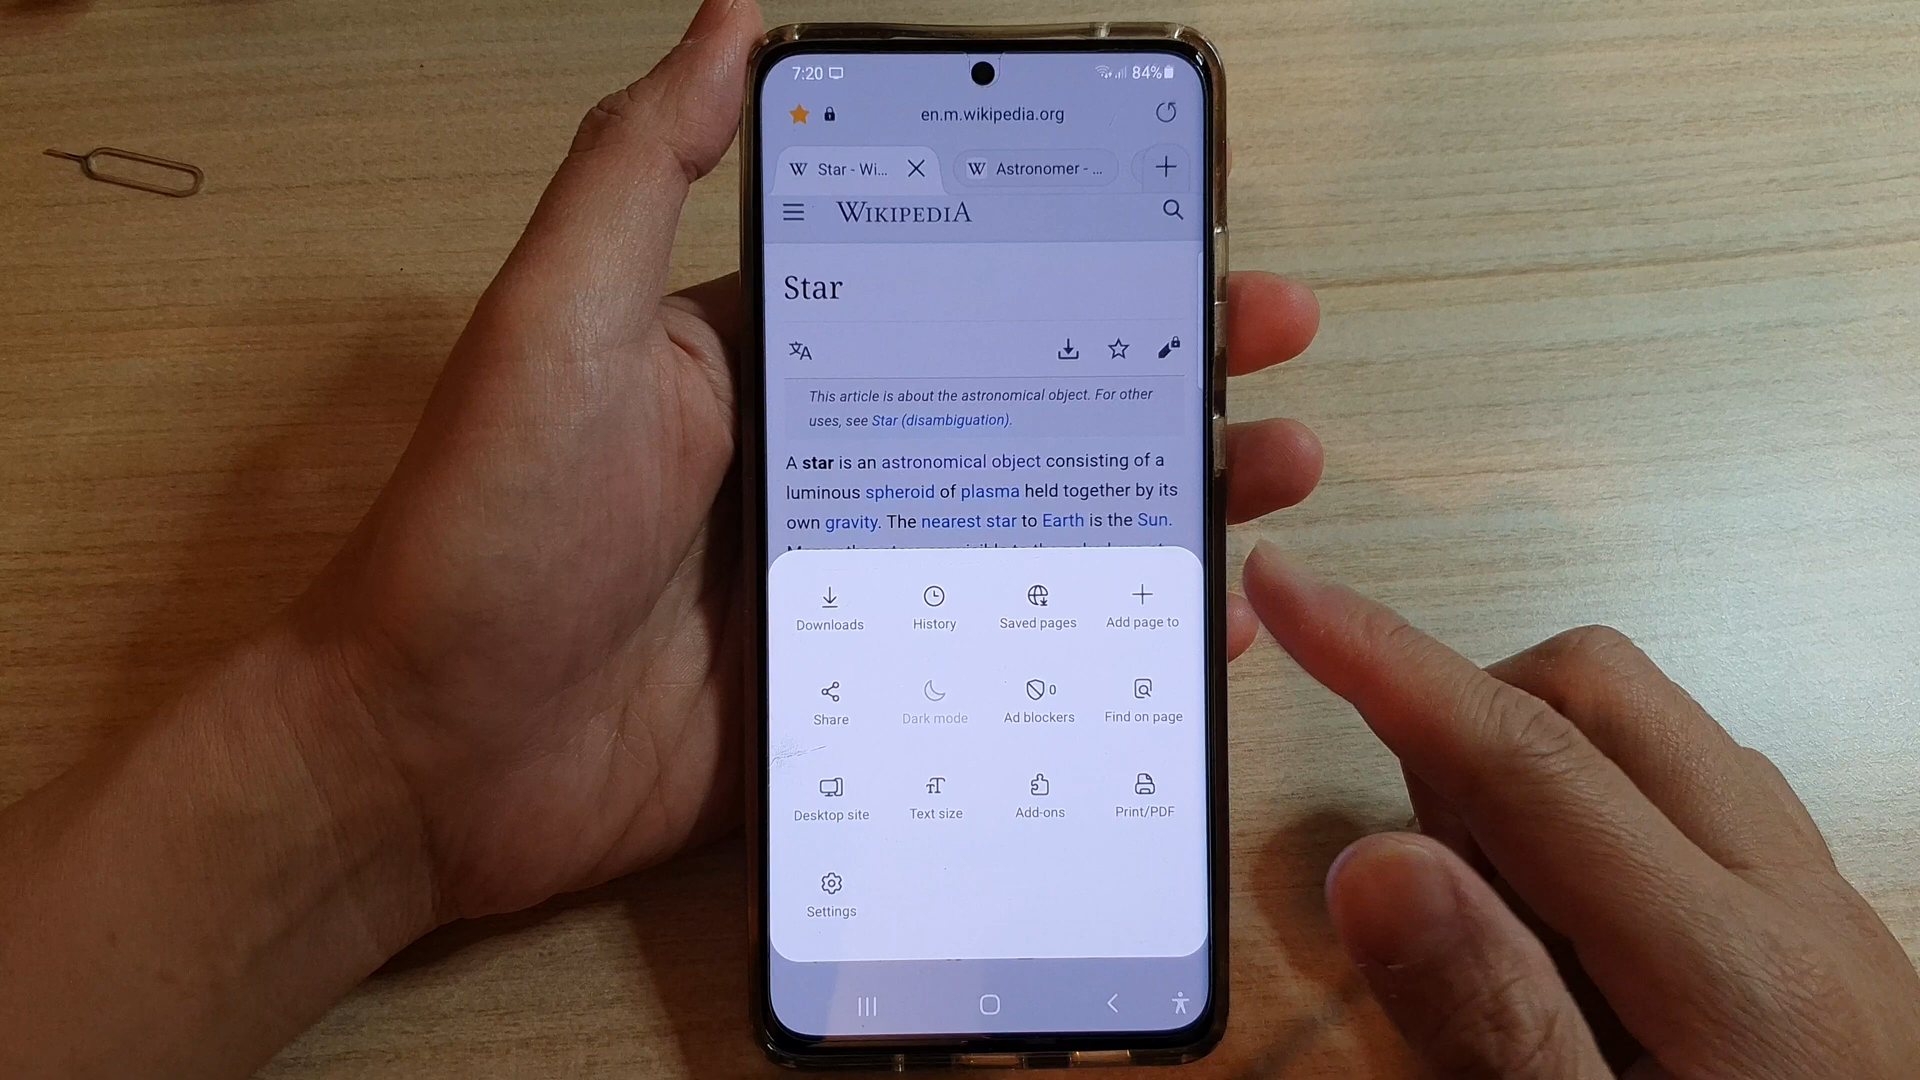 7:20 84%
en.m.wikipedia.org
W Star - Wi... W Astronomer - ...
WIKIPEDIA
Star
This article is about the astronomical object. For other
uses, see Star (disambiguation).
A star is an astronomical object consisting of a
luminous spheroid of plasma held together by its
own gravity. The nearest star to Earth is the Sun.
Downloads History Saved pages Add page to
0
Share Dark mode Ad blockers Find on page
Desktop site Text size Add-ons Print/PDF
Settings